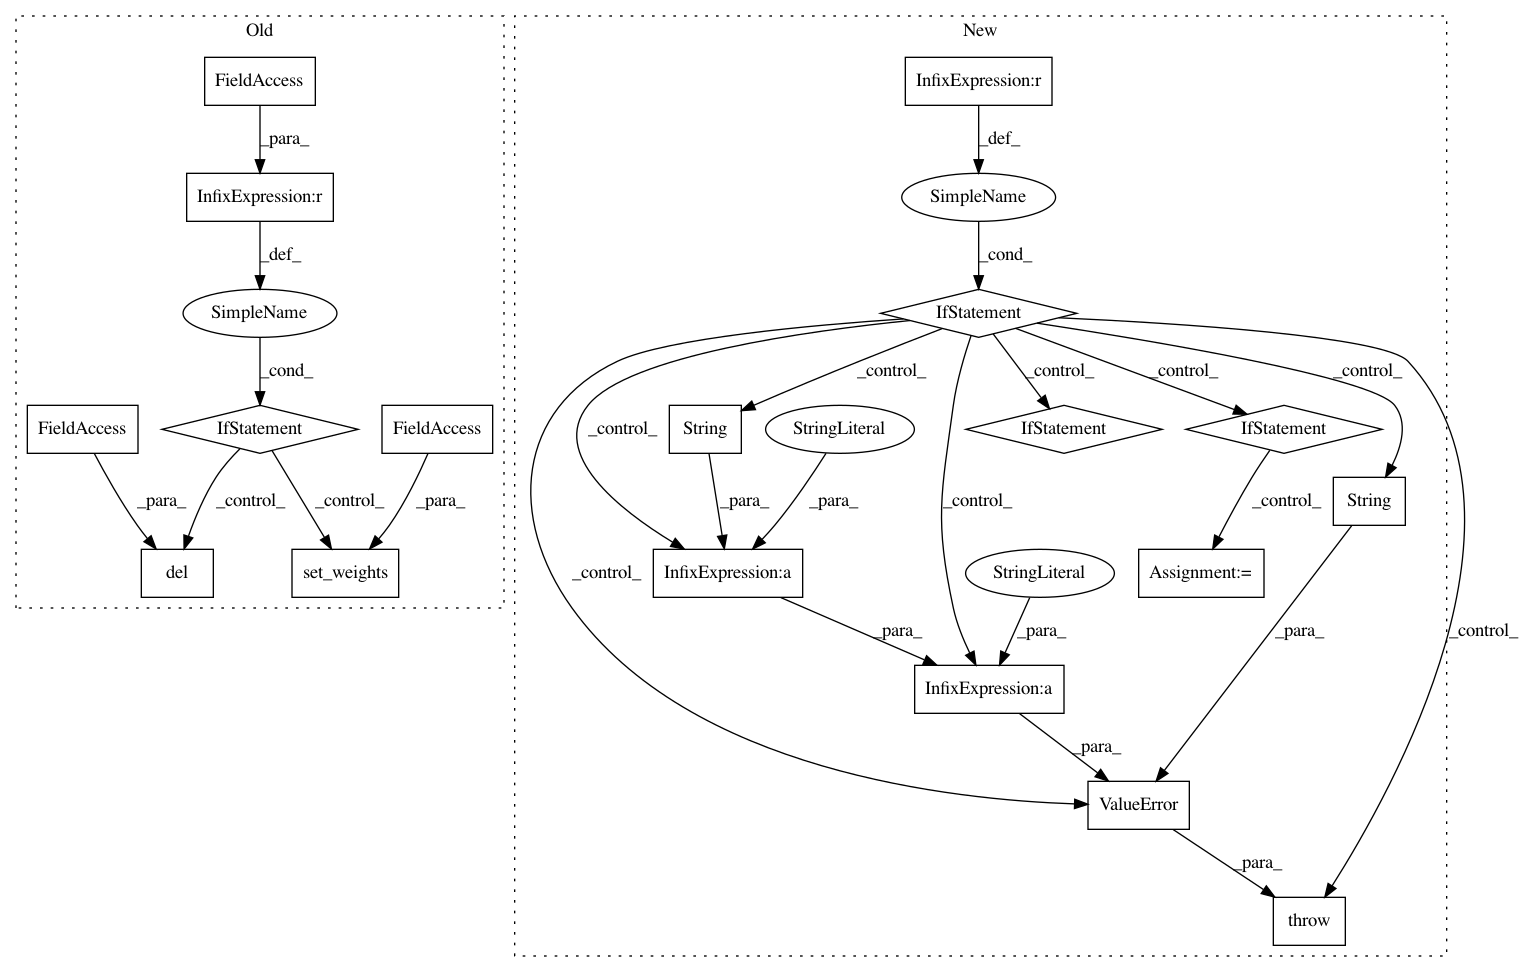 Old
New
FieldAccess
InfixExpression:r
_para_
_def_
InfixExpression:r
SimpleName
_def_
_cond_
SimpleName
IfStatement
_cond_
_control_
_control_
_control_
_control_
FieldAccess
IfStatement
FieldAccess
_control_
String
StringLiteral
IfStatement
IfStatement
_para_
_control_
_control_
_para_
_para_
_para_
_control_
_control_
String
del
set_weights
_control_
InfixExpression:a
StringLiteral
Assignment:=
_para_
_para_
_para_
_control_
InfixExpression:a
_para_
ValueError
_para_
throw